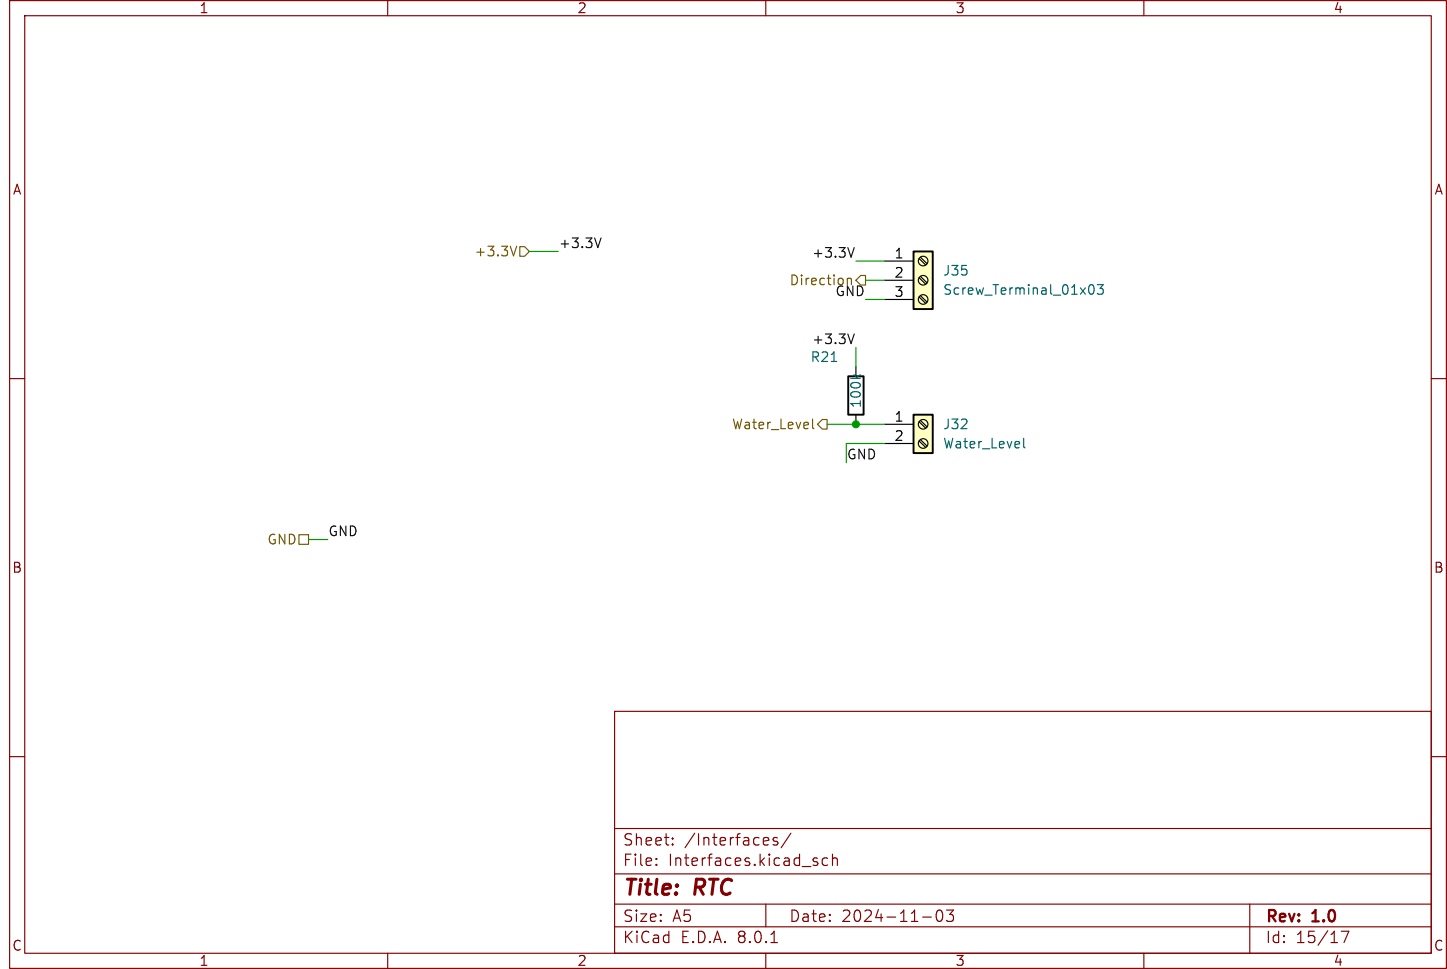 1 2 3 4
A A
+3.3V +3.3V
+3.3V 1
Direction 2
GND 3
J35
Screw_Terminal_01x03
+3.3V
R21
100k
Water_Level 1
2
GND
J32
Water_Level
GND GND
B B
Sheet: /Interfaces/
File: Interfaces.kicad_sch
Title: RTC
Size: A5 Date: 2024-11-03 Rev: 1.0
KiCad E.D.A. 8.0.1 Id: 15/17
C C
1 2 3 4